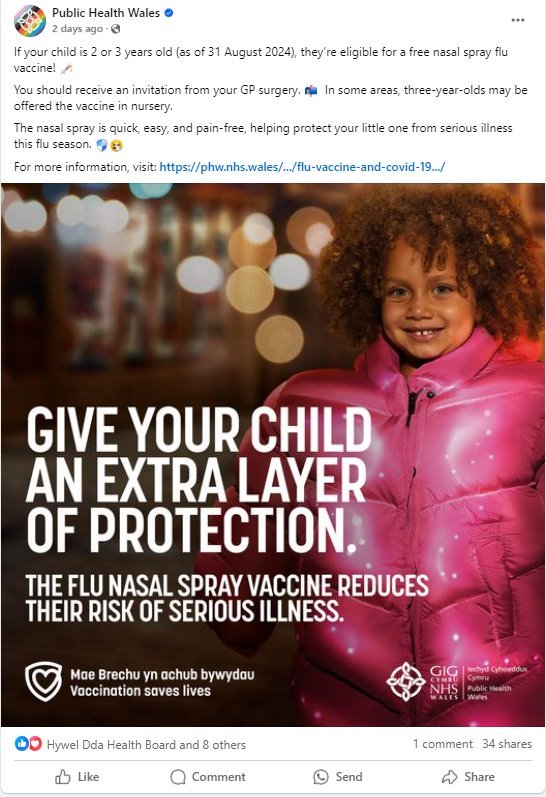 Public Health Wales
2 days ago ·
If your child is 2 or 3 years old (as of 31 August 2024), they’re eligible for a free nasal spray flu
vaccine!
You should receive an invitation from your GP surgery. In some areas, three-year-olds may be
offered the vaccine in nursery.
The nasal spray is quick, easy, and pain-free, helping protect your little one from serious illness
this flu season.
For more information, visit: https://phw.nhs.wales/.../flu-vaccine-and-covid-19.../
GIVE YOUR CHILD
AN EXTRA LAYER
OF PROTECTION.
THE FLU NASAL SPRAY VACCINE REDUCES
THEIR RISK OF SERIOUS ILLNESS.
Mae Brechu yn achub bywydau
Vaccination saves lives
GIG
CYMRU
NHS
WALES
Iechyd Cyhoeddus
Cymru
Public Health
Wales
Hywel Dda Health Board and 8 others
1 comment 34 shares
Like Comment Send Share